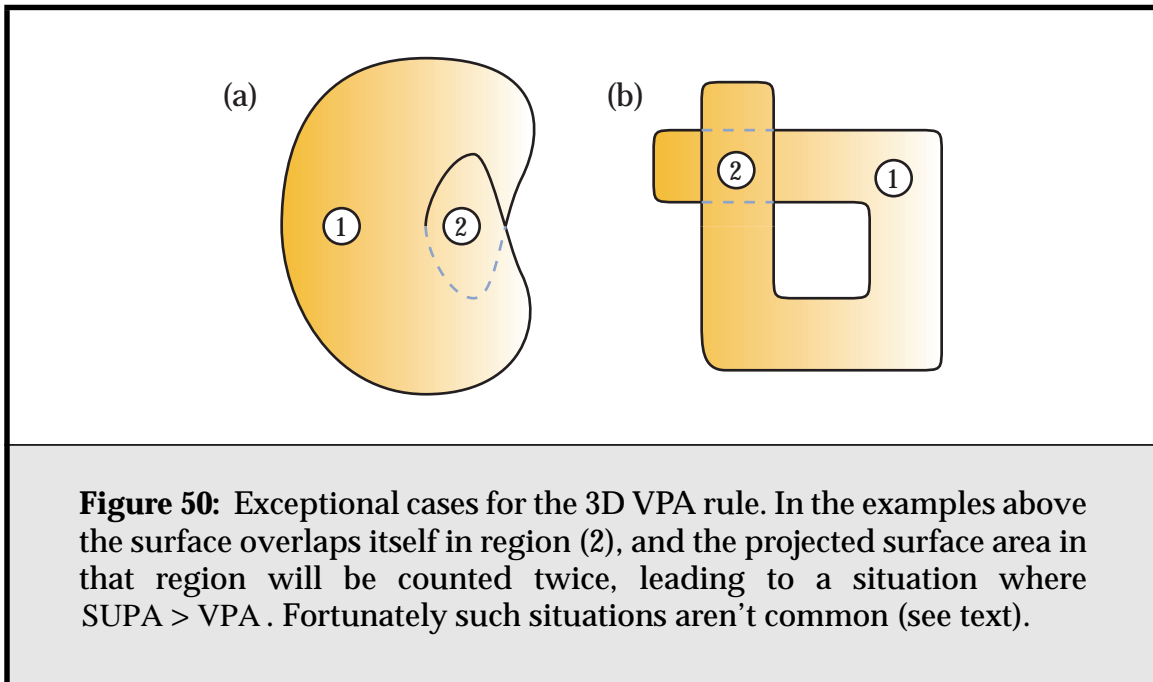 (a)
(b)
2
1
1
2
Figure 50: Exceptional cases for the 3D VPA rule. In the examples above
the surface overlaps itself in region (2), and the projected surface area in
that region will be counted twice, leading to a situation where
SUPA > VPA . Fortunately such situations aren't common (see text).